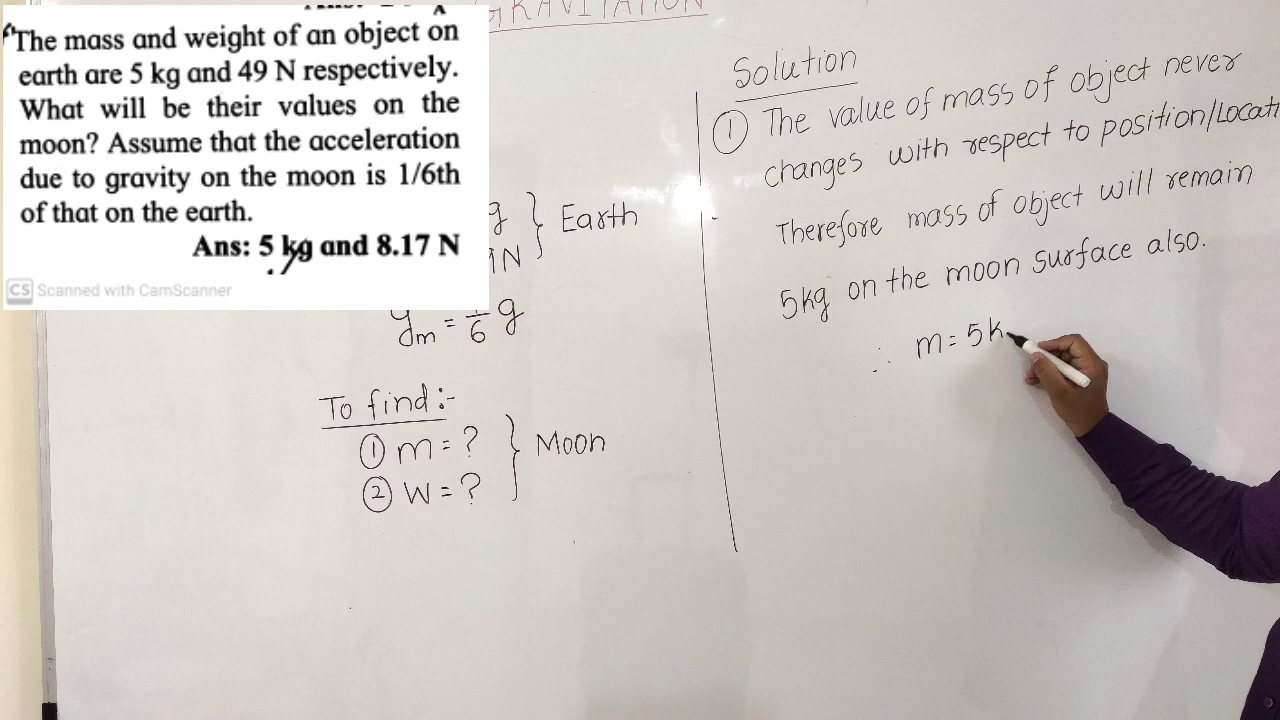 GRAVITATION
The mass and weight of an object on
earth are 5 kg and 49 N respectively.
What will be their values on the
moon? Assume that the acceleration
due to gravity on the moon is 1/6th
of that on the earth.
Ans: 5 kg and 8.17 N
CS Scanned with CamScanner
g } Earth
N
gm = 1/6 g
To find :-
① m = ? } Moon
② W = ?
Solution
① The value of mass of object never
changes with respect to position/Locati
Therefore mass of object will remain
5kg on the moon surface also.
∴ m = 5k